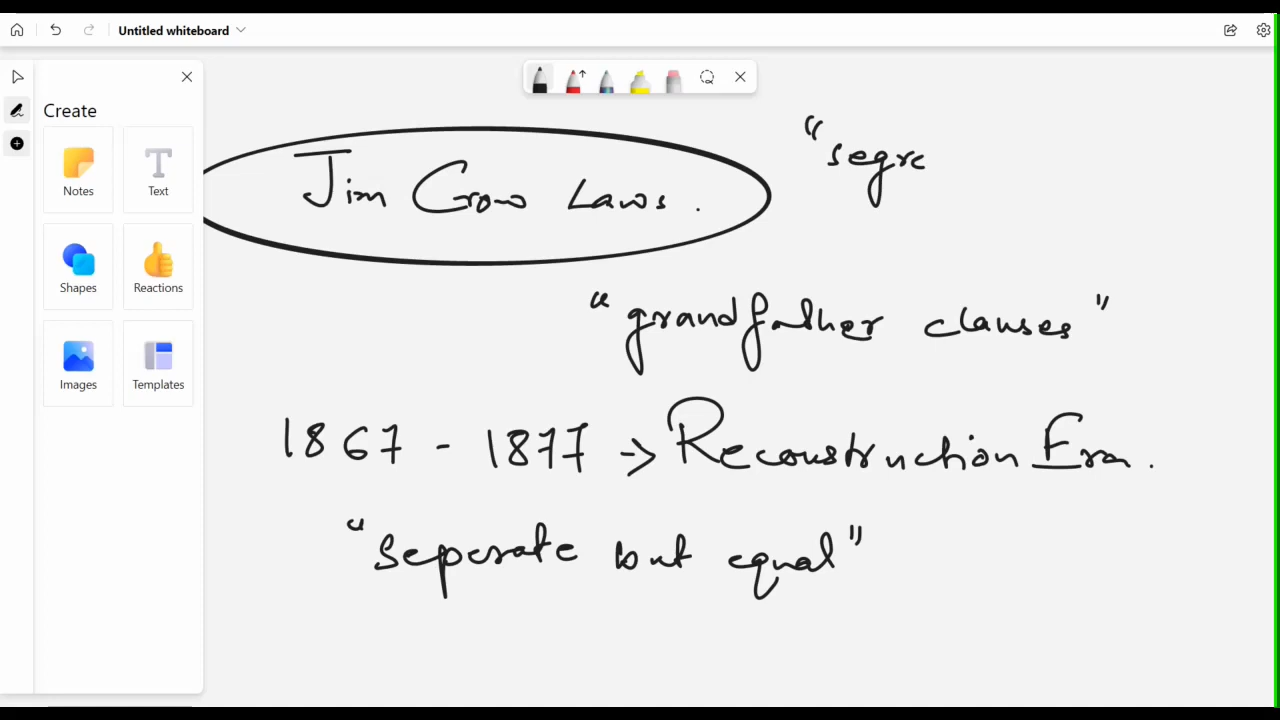 Untitled whiteboard
Create
Notes
Text
Shapes
Reactions
Images
Templates
"segre
Jim Crow Laws.
"grandfather clauses"
1867 - 1877 → Reconstruction Era.
"seperate but equal"